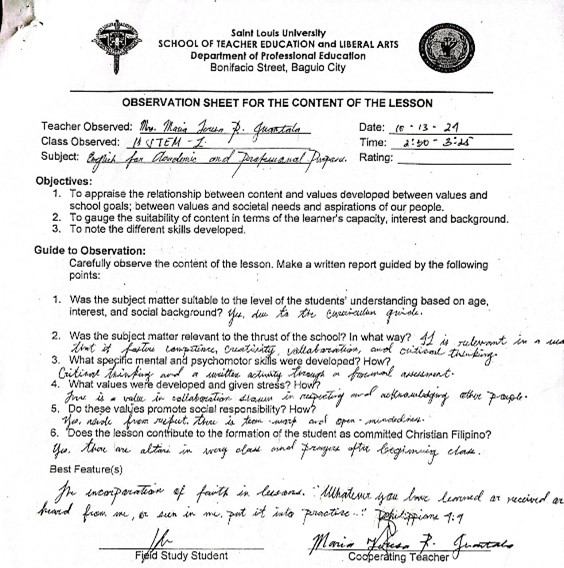 Saint Louis University
SCHOOL OF TEACHER EDUCATION and LIBERAL ARTS
Department of Professional Education
Bonifacio Street, Baguio City
OBSERVATION SHEET FOR THE CONTENT OF THE LESSON
Teacher Observed: Mrs. Maria Teresa R. Guantala Date: 10-13-21
Class Observed: STEM - I Time: 2:50 - 3:25
Subject: English for Academic and Professional Purposes Rating:
Objectives:
1. To appraise the relationship between content and values developed between values and
school goals; between values and societal needs and aspirations of our people.
2. To gauge the suitability of content in terms of the learner's capacity, interest and background.
3. To note the different skills developed.
Guide to Observation:
Carefully observe the content of the lesson. Make a written report guided by the following
points:
1. Was the subject matter suitable to the level of the students' understanding based on age,
interest, and social background? Yes, due to the curriculum guide.
2. Was the subject matter relevant to the thrust of the school? In what way? It is relevant in a
that it fosters competence, creativity, collaboration, and critical thinking.
3. What specific mental and psychomotor skills were developed? How?
Critical thinking and a written activity through a formal assessment.
4. What values were developed and given stress? How?
There is a value in collaboration shown in respecting and acknowledging other people.
5. Do these values promote social responsibility? How?
Yes, aside from respect, there is team work and open-mindedness.
6. Does the lesson contribute to the formation of the student as committed Christian Filipino?
Yes, there are altars in every class and prayers after beginning class.
Best Feature(s)
The incorporation of faith in lessons. "Whatever you have learned or received or
heard from me, or seen in me, put it into practice..." Philippians 4:9
Maria Teresa R. Guantala
Field Study Student Cooperating Teacher